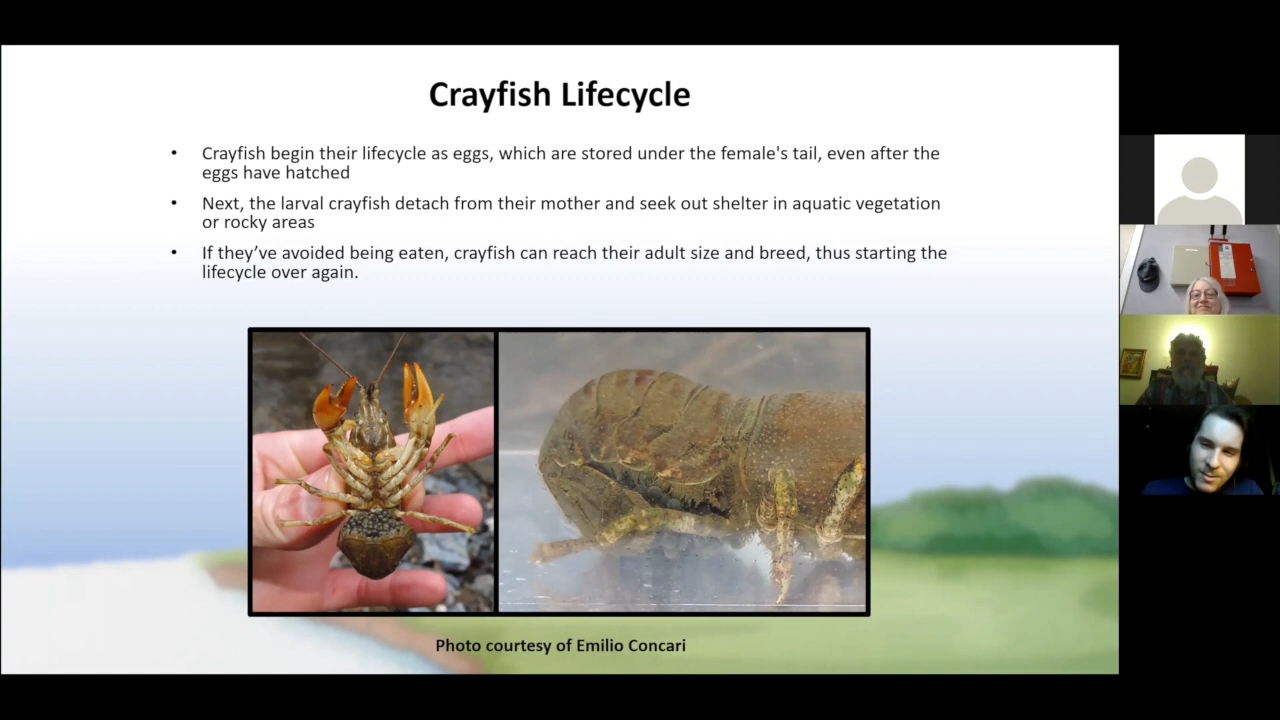 Crayfish Lifecycle
• Crayfish begin their lifecycle as eggs, which are stored under the female's tail, even after the
eggs have hatched
• Next, the larval crayfish detach from their mother and seek out shelter in aquatic vegetation
or rocky areas
• If they’ve avoided being eaten, crayfish can reach their adult size and breed, thus starting the
lifecycle over again.
Photo courtesy of Emilio Concari